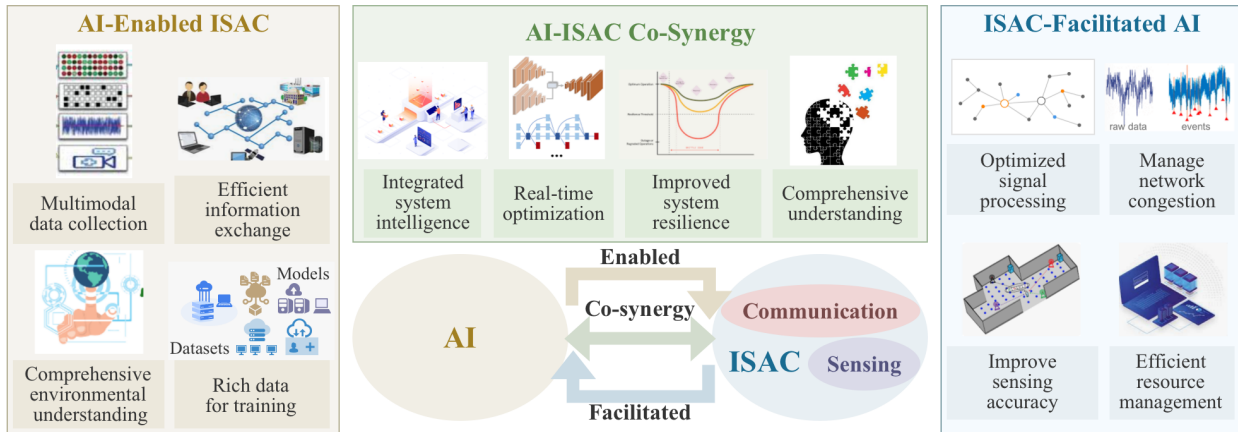 AI-Enabled ISAC
Multimodal
data collection
Efficient
information
exchange
Models
Datasets
Comprehensive
environmental
understanding
Rich data
for training
AI-ISAC Co-Synergy
Integrated
system
intelligence
Real-time
optimization
Improved
system
resilience
Comprehensive
understanding
Enabled
Co-synergy
Facilitated
AI
ISAC
Communication
Sensing
ISAC-Facilitated AI
raw data
events
Optimized
signal
processing
Manage
network
congestion
Improve
sensing
accuracy
Efficient
resource
management